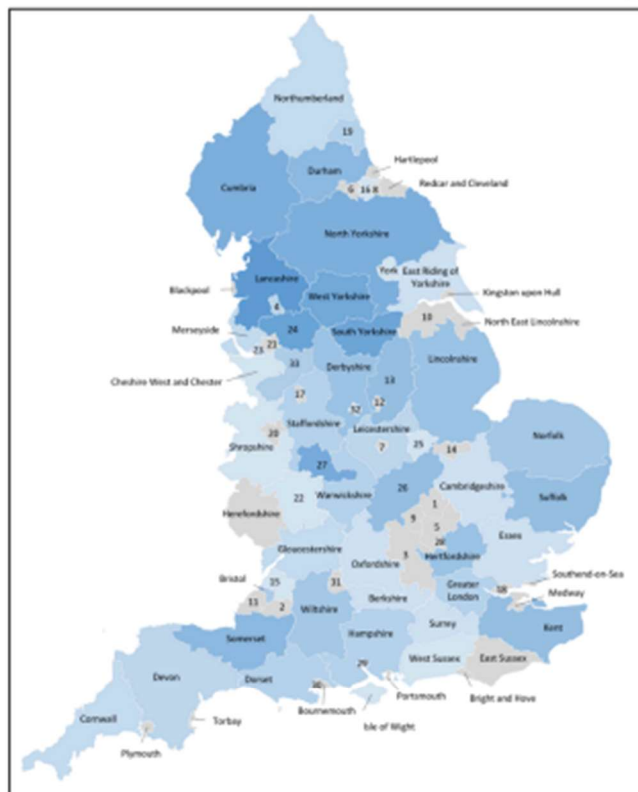 Northumberland
19
Hartlepool
Durham
Redcar and Cleveland
6
16
8
Cumbria
North Yorkshire
York
East Riding of
Yorkshire
Lancashire
Blackpool
West Yorkshire
Kingston upon Hull
4
10
North East Lincolnshire
Merseyside
24
South Yorkshire
21
23
33
Derbyshire
Lincolnshire
Cheshire West and Chester
13
17
12
32
Staffordshire
Leicestershire
Norfolk
20
Shropshire
7
25
14
27
Cambridgeshire
Suffolk
22
Warwickshire
26
1
Herefordshire
9
5
Essex
28
Gloucestershire
Oxfordshire
3
Hertfordshire
Southend-on-Sea
Bristol
15
31
Greater
London
18
Medway
11
2
Wiltshire
Berkshire
Surrey
Kent
Somerset
Hampshire
West Sussex
East Sussex
Devon
Dorset
29
30
Portsmouth
Bright and Hove
Bournemouth
Isle of Wight
Cornwall
Torbay
Plymouth